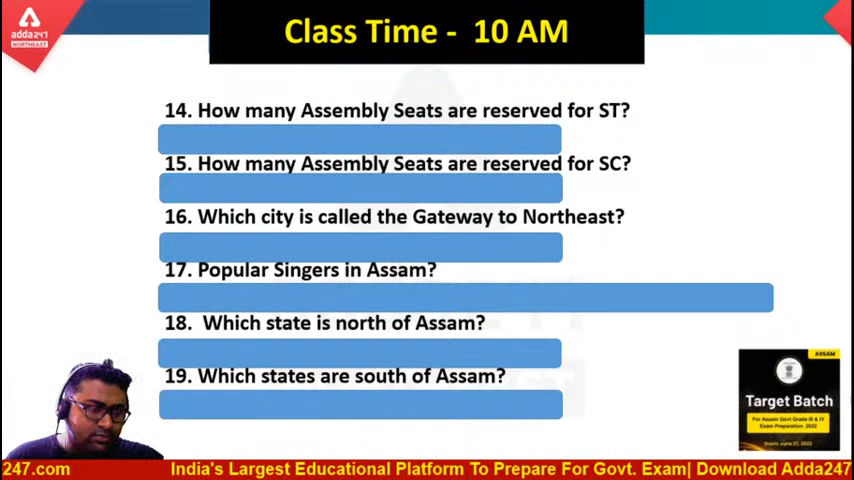 adda247
NORTHEAST
Class Time - 10 AM
14. How many Assembly Seats are reserved for ST?
15. How many Assembly Seats are reserved for SC?
16. Which city is called the Gateway to Northeast?
17. Popular Singers in Assam?
18. Which state is north of Assam?
19. Which states are south of Assam?
ASSAM
Target Batch
For Assam Govt Grade III & IV
Exam Preparation 2022
Starts June 27, 2022
247.com India's Largest Educational Platform To Prepare For Govt. Exam| Download Adda247